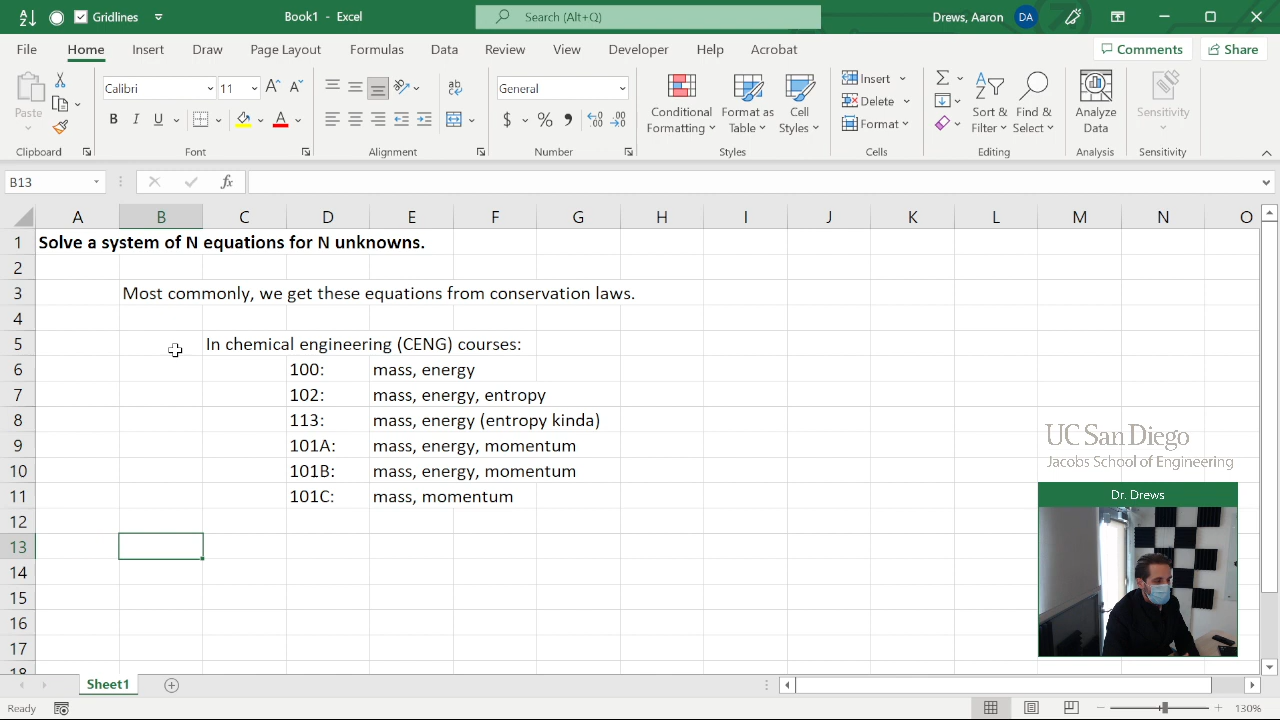 Gridlines
Book1 - Excel
Search (Alt+Q)
Drews, Aaron
DA
File Home Insert Draw Page Layout Formulas Data Review View Developer Help Acrobat
Comments
Share
Paste
Calibri
11
A^ A˅
B I U
A
ab
General
$ % 9
Conditional Formatting
Format as Table
Cell Styles
Insert
Delete
Format
Sort & Filter
Find & Select
Analyze Data
Sensitivity
Clipboard Font Alignment Number Styles Cells Editing Analysis Sensitivity
B13
fx
A B C D E F G H I J K L M N O
1 Solve a system of N equations for N unknowns.
2
3 Most commonly, we get these equations from conservation laws.
4
5 In chemical engineering (CENG) courses:
6 100: mass, energy
7 102: mass, energy, entropy
8 113: mass, energy (entropy kinda)
9 101A: mass, energy, momentum
10 101B: mass, energy, momentum
11 101C: mass, momentum
12
13
14
15
16
17
18
UC San Diego
Jacobs School of Engineering
Dr. Drews
Sheet1
Ready
130%